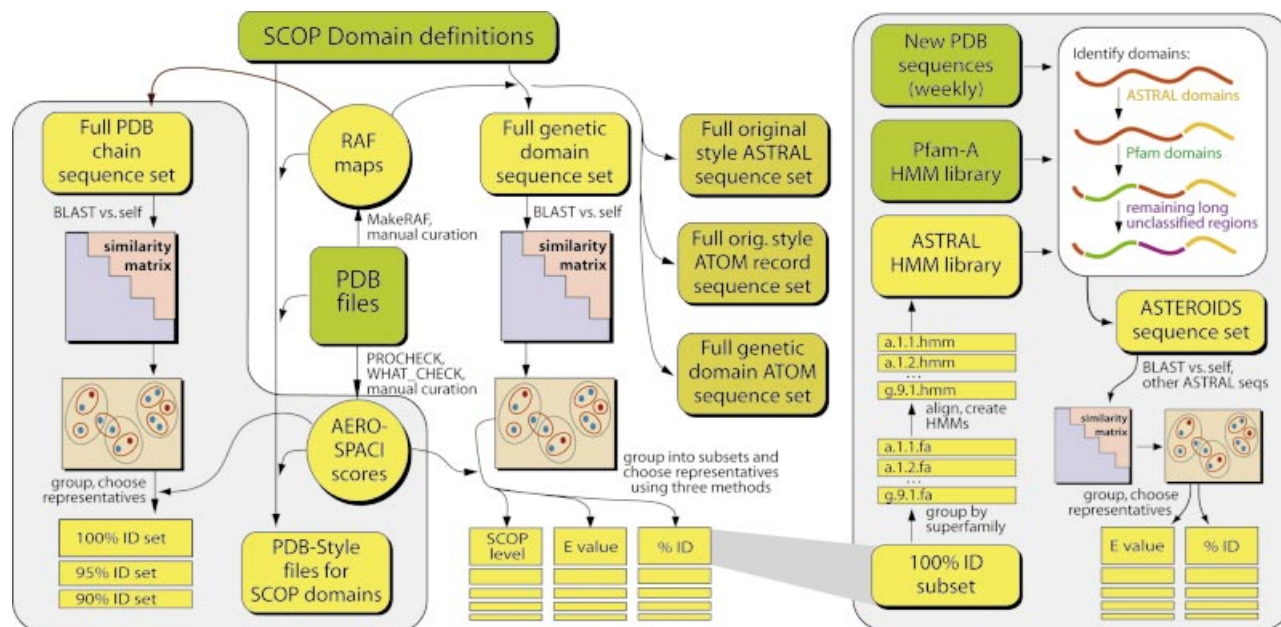 SCOP Domain definitions
Full PDB
chain
sequence set
BLAST vs. self
similarity
matrix
group, choose
representatives
100% ID set
95% ID set
90% ID set
RAF
maps
MakeRAF,
manual curation
PDB
files
PROCHECK,
WHAT_CHECK,
manual curation
AERO-
SPACI
scores
PDB-Style
files for
SCOP domains
Full genetic
domain
sequence set
BLAST vs. self
similarity
matrix
group into subsets and
choose representatives
using three methods
SCOP
level
E value
% ID
Full original
style ASTRAL
sequence set
Full orig. style
ATOM record
sequence set
Full genetic
domain ATOM
sequence set
New PDB
sequences
(weekly)
Pfam-A
HMM library
ASTRAL
HMM library
a.1.1.hmm
a.1.2.hmm
...
g.9.1.hmm
align, create
HMMs
a.1.1.fa
a.1.2.fa
...
g.9.1.fa
group by
superfamily
100% ID
subset
Identify domains:
ASTRAL domains
Pfam domains
remaining long
unclassified regions
ASTEROIDS
sequence set
BLAST vs. self,
other ASTRAL seqs
similarity
matrix
group, choose
representatives
E value
% ID